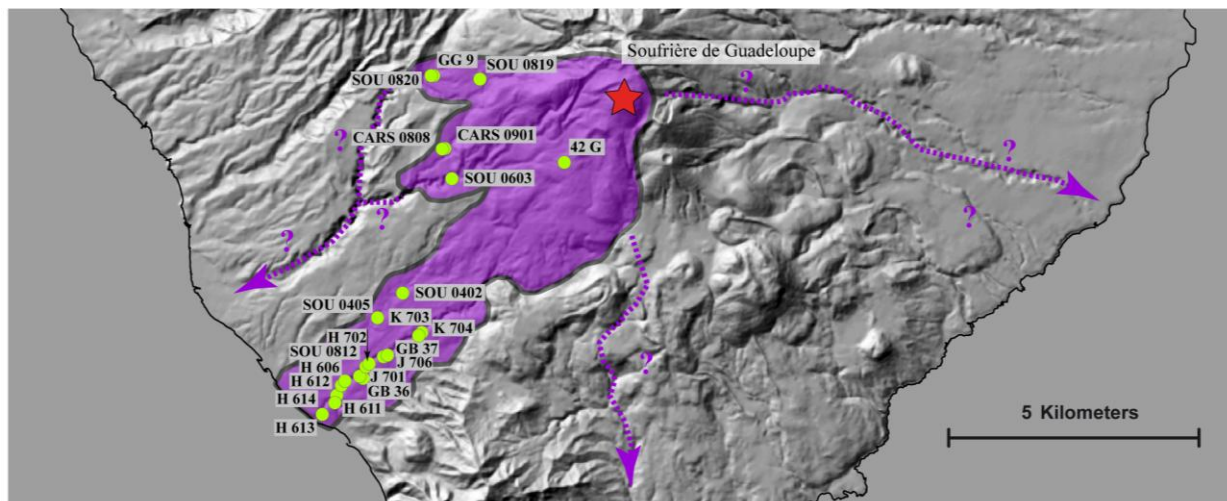 Soufrière de Guadeloupe
GG 9
SOU 0819
SOU 0820
?
?
CARS 0808
CARS 0901
42 G
?
SOU 0603
?
?
?
SOU 0402
SOU 0405
K 703
K 704
H 702
SOU 0812
GB 37
H 606
J 706
?
H 612
J 701
GB 36
H 614
H 611
H 613
5 Kilometers